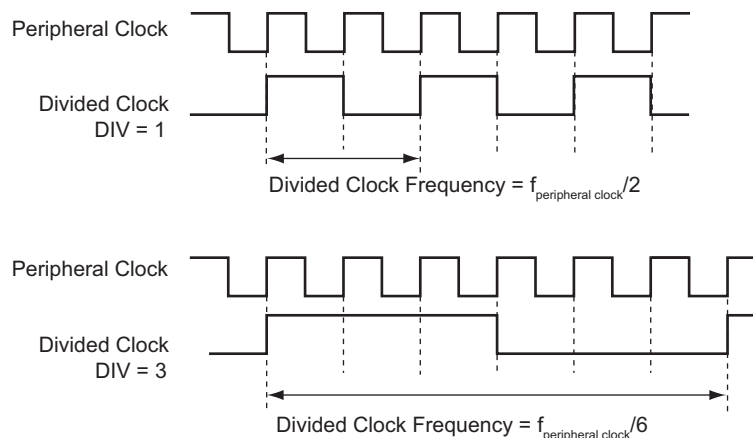 Peripheral Clock
Divided Clock
DIV = 1
Divided Clock Frequency = fperipheral clock/2
Peripheral Clock
Divided Clock
DIV = 3
Divided Clock Frequency = fperipheral clock/6